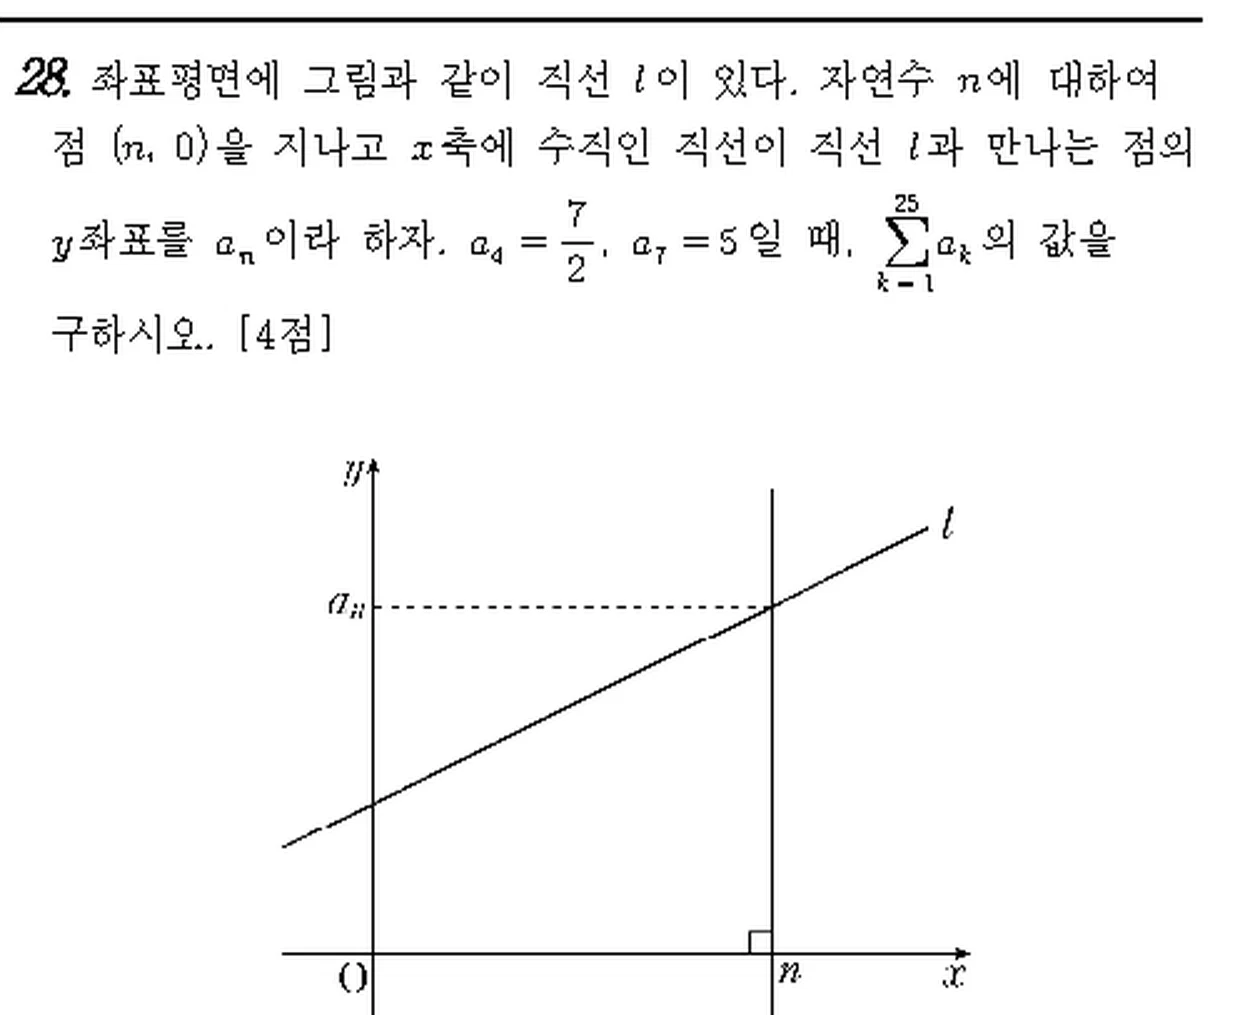 28. 좌표평면에 그림과 같이 직선 l이 있다. 자연수 n에 대하여
점 (n, 0)을 지나고 x축에 수직인 직선이 직선 l과 만나는 점의
y좌표를 aₙ이라 하자. a₄ = 7/2, a₇ = 5일 때, ∑_{k=1}^{25} aₖ의 값을
구하시오.. [4점]
y
l
aₙ
O
n
x